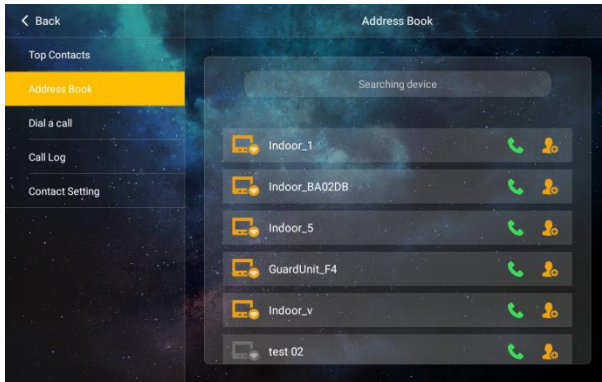 Back
Address Book
Top Contacts
Address Book
Dial a call
Call Log
Contact Setting
Searching device
Indoor_1
Indoor_BA02DB
Indoor_5
GuardUnit_F4
Indoor_v
test 02